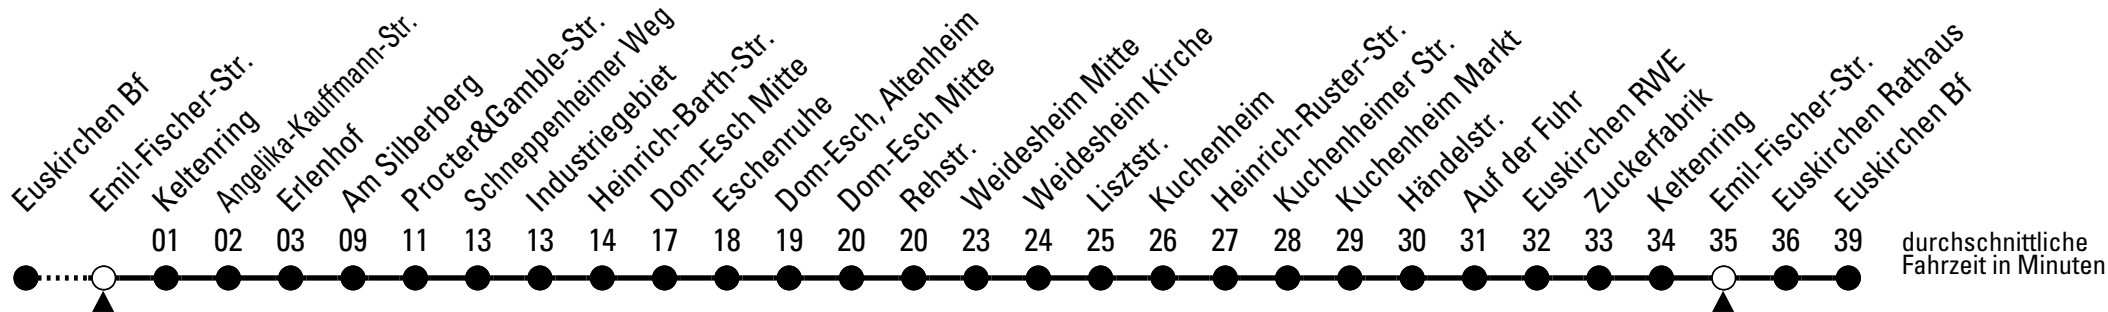 Euskirchen Bf
Emil-Fischer-Str.
Keltenring
Angelika-Kauffmann-Str.
Erlenhof
Am Silberberg
Procter&Gamble-Str.
Schneppenheimer Weg
Industriegebiet
Heinrich-Barth-Str.
Dom-Esch Mitte
Eschenruhe
Dom-Esch, Altenheim
Dom-Esch Mitte
Rehstr.
Weidesheim Mitte
Weidesheim Kirche
Lisztstr.
Kuchenheim
Heinrich-Ruster-Str.
Kuchenheimer Str.
Kuchenheim Markt
Händelstr.
Auf der Fuhr
Euskirchen RWE
Zuckerfabrik
Keltenring
Emil-Fischer-Str.
Euskirchen Rathaus
Euskirchen Bf
01 02 03 09 11 13 13 14 17 18 19 20 20 23 24 25 26 27 28 29 30 31 32 33 34 35 36 39
durchschnittliche
Fahrzeit in Minuten